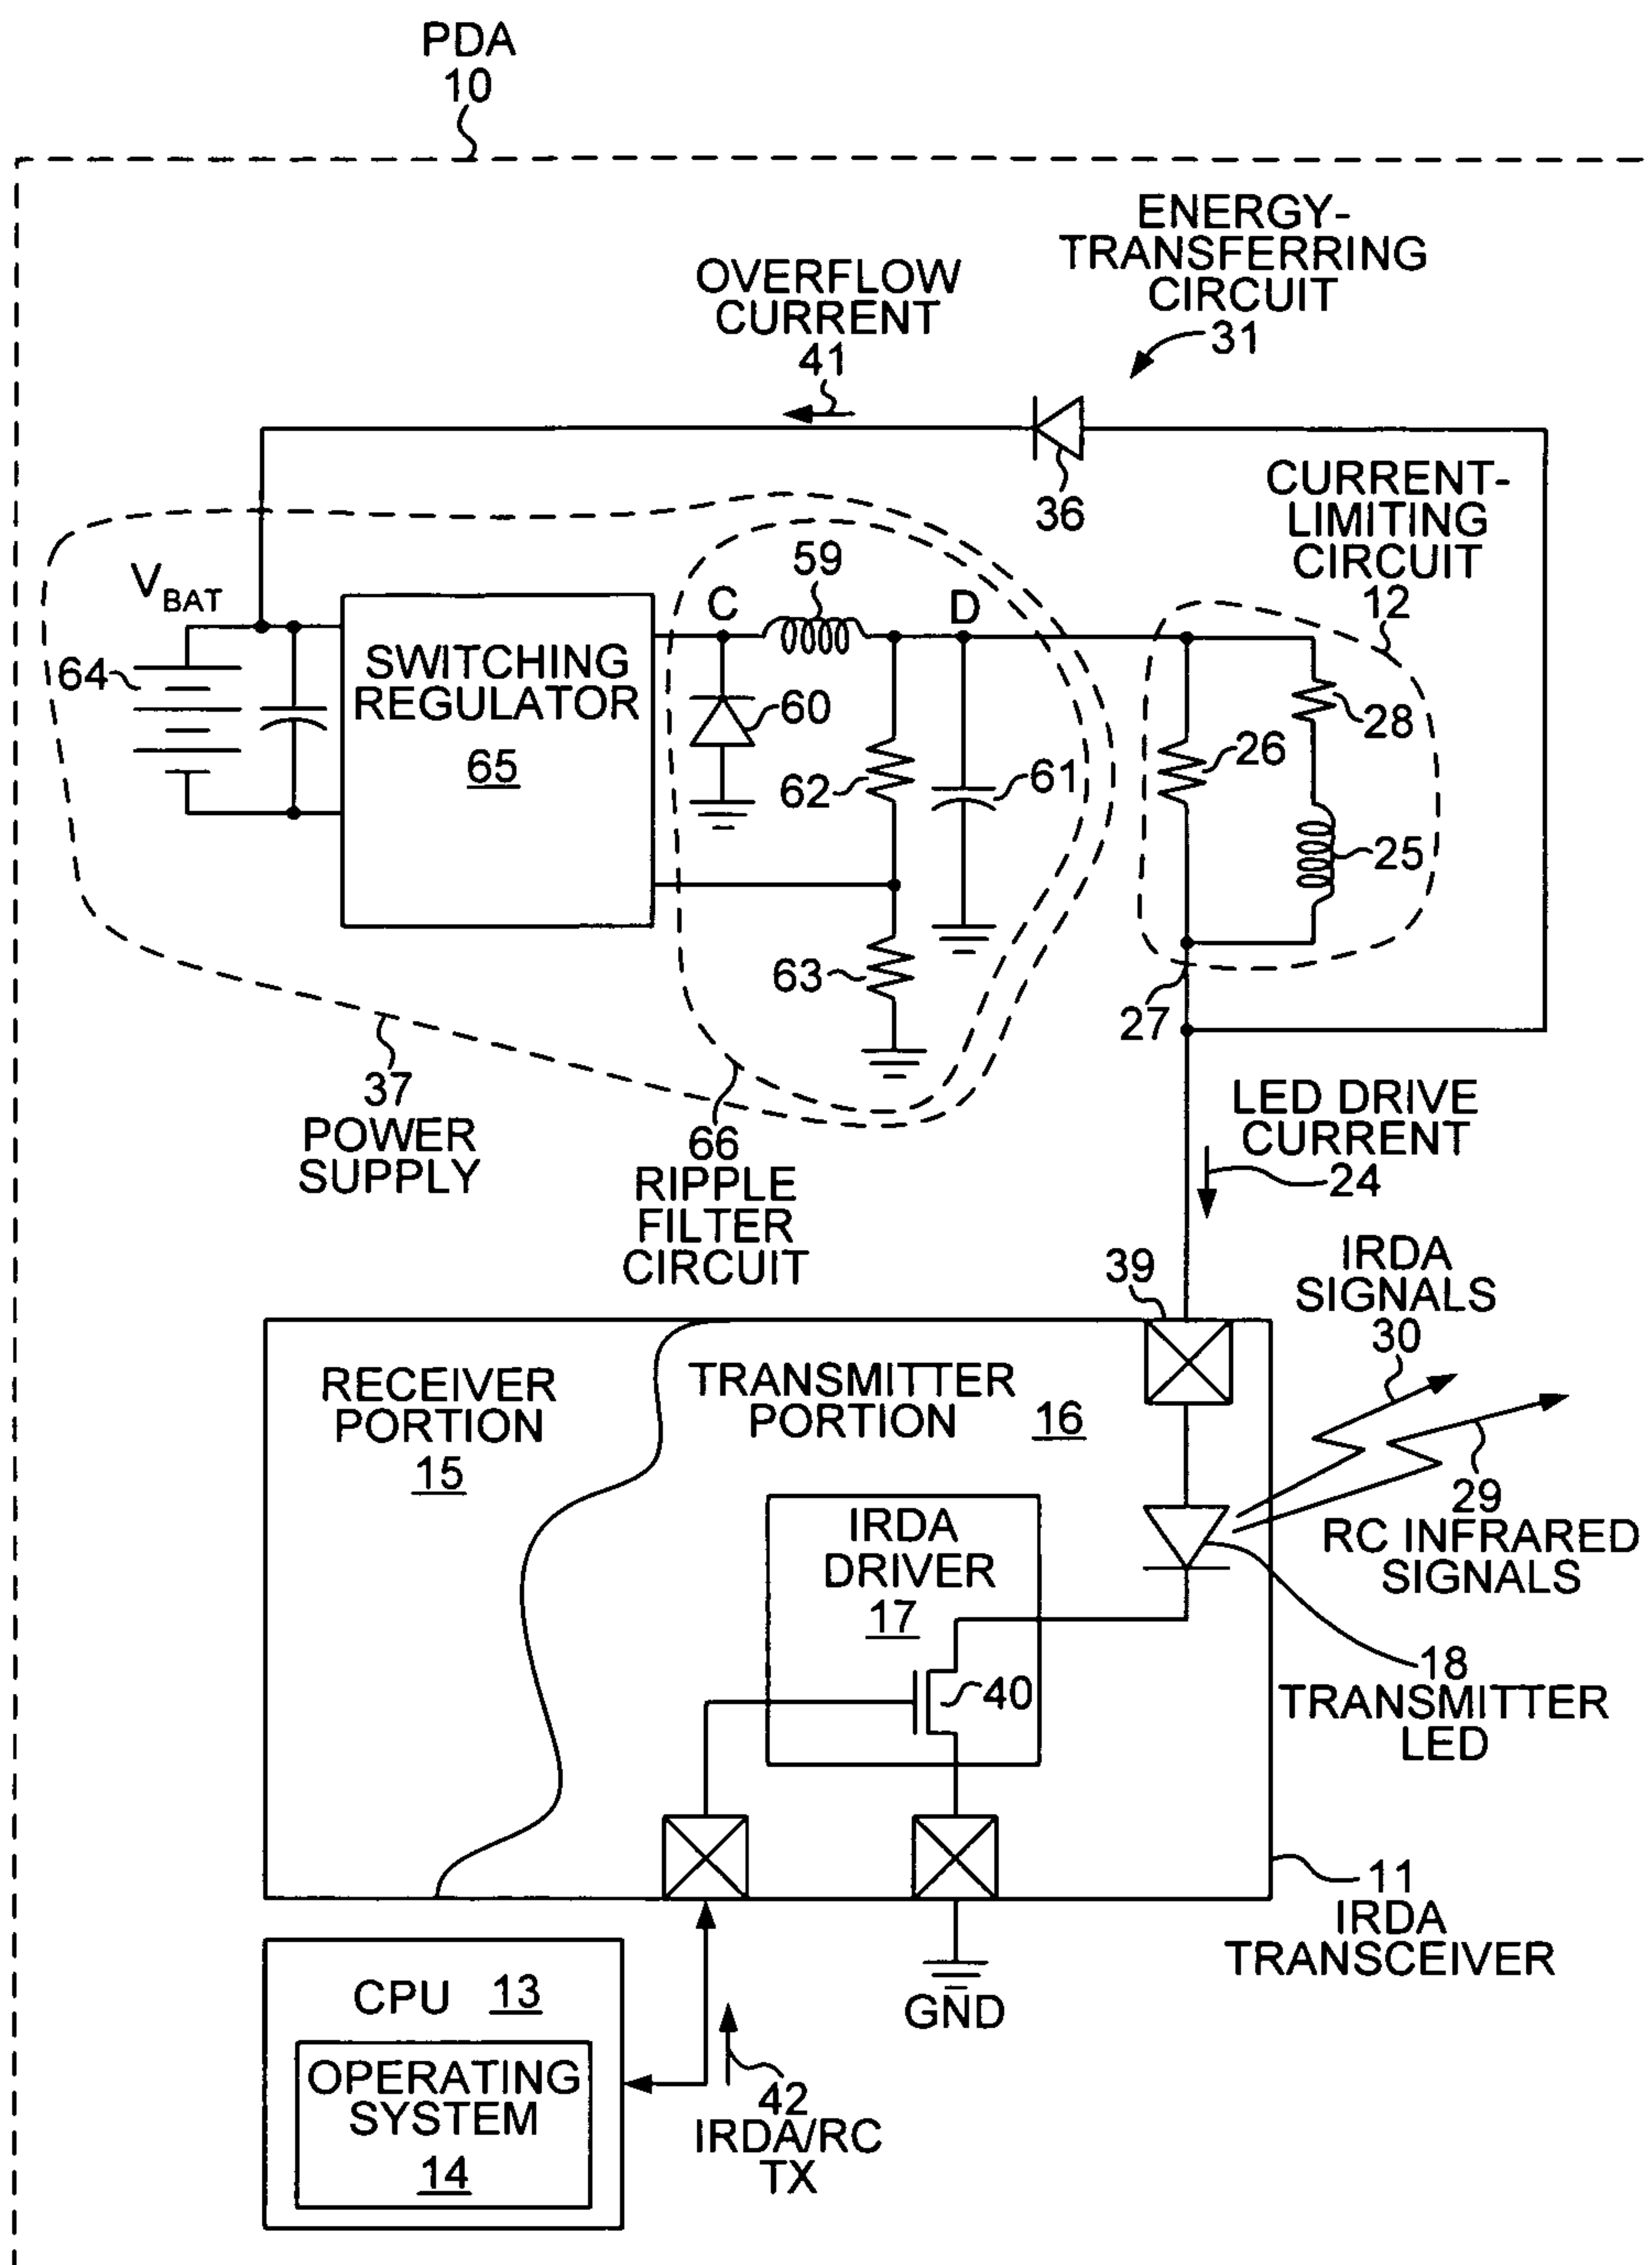 PDA
10
ENERGY-
TRANSFERRING
CIRCUIT
31
OVERFLOW
CURRENT
41
36
CURRENT-
LIMITING
CIRCUIT
12
VBAT
64
SWITCHING
REGULATOR
65
C
59
D
60
62
61
63
26
28
25
27
37
POWER
SUPPLY
66
RIPPLE
FILTER
CIRCUIT
LED DRIVE
CURRENT
24
39
IRDA
SIGNALS
30
RECEIVER
PORTION
15
TRANSMITTER
PORTION
16
29
RC INFRARED
SIGNALS
IRDA
DRIVER
17
40
18
TRANSMITTER
LED
11
IRDA
TRANSCEIVER
GND
CPU 13
OPERATING
SYSTEM
14
42
IRDA/RC
TX